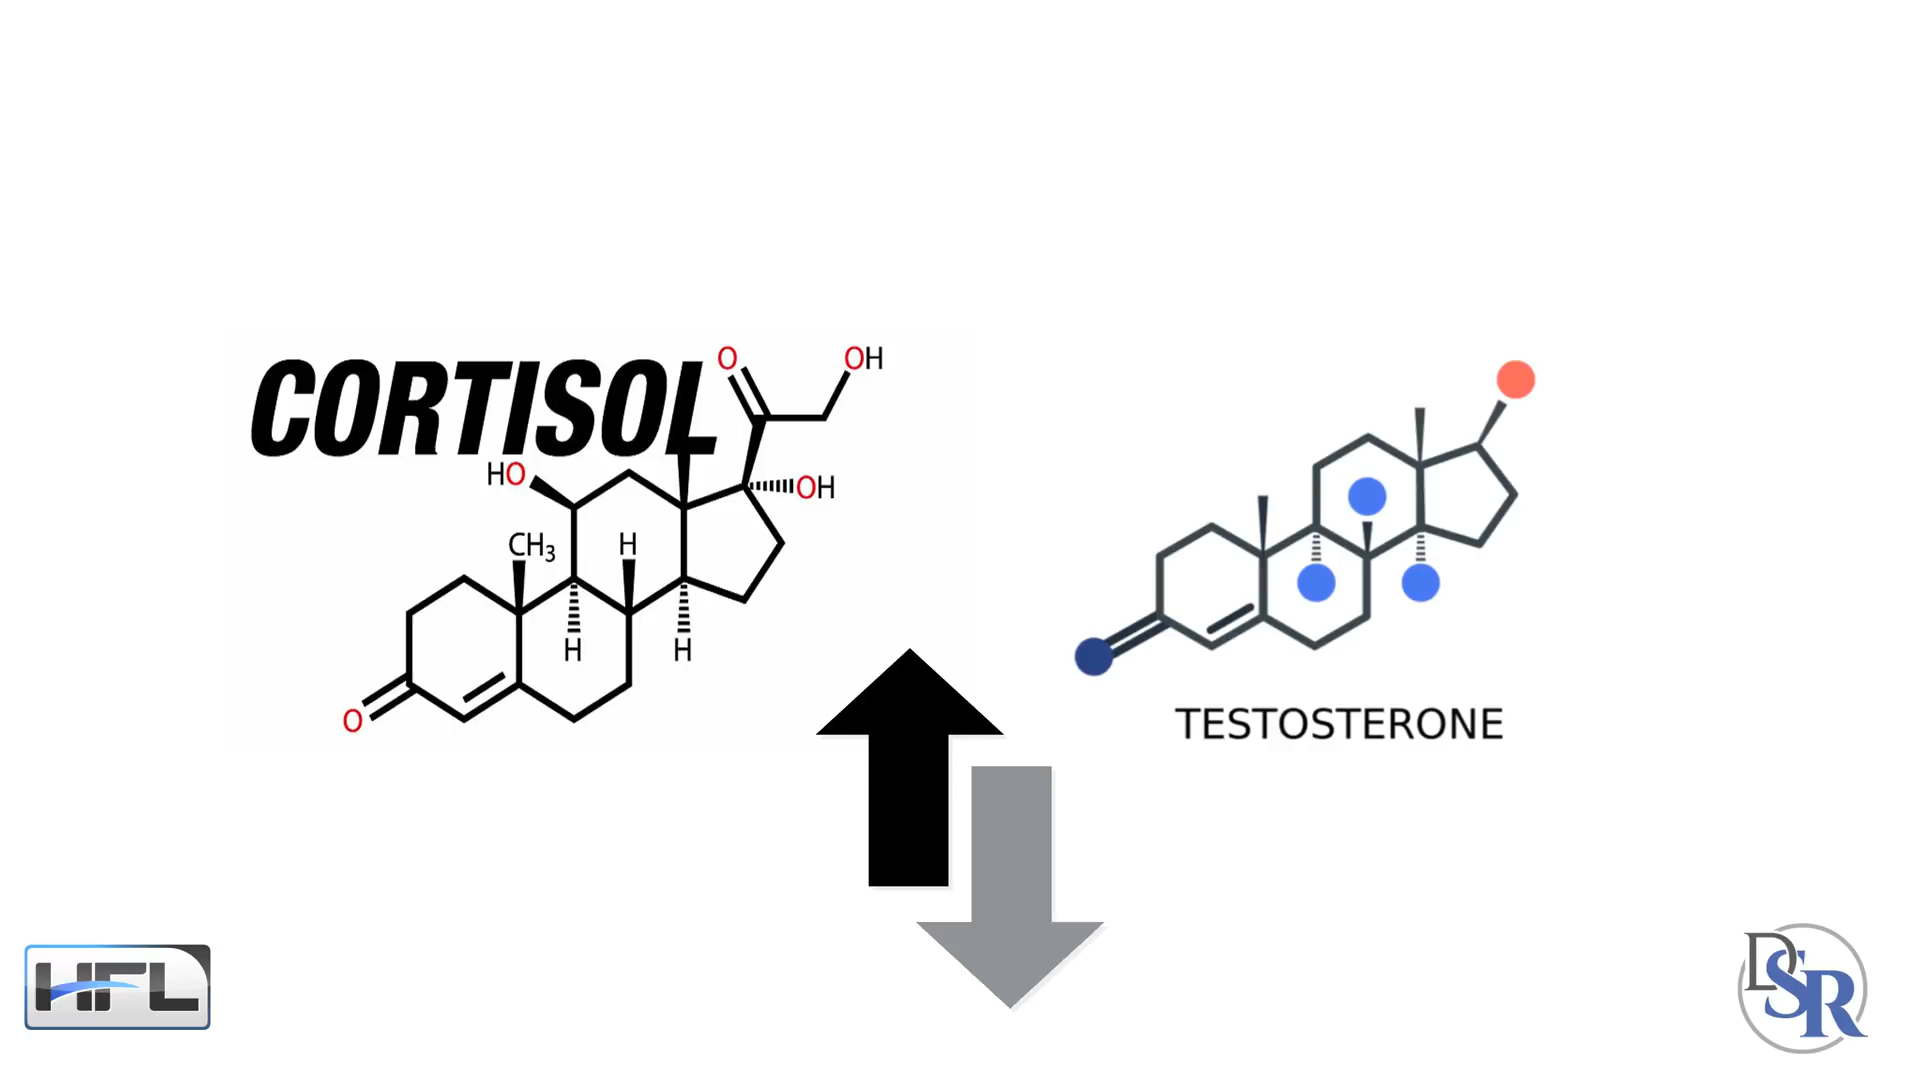 CORTISOL
O
OH
HO
OH
CH₃
H
H
H
O
TESTOSTERONE
HFL
DSR